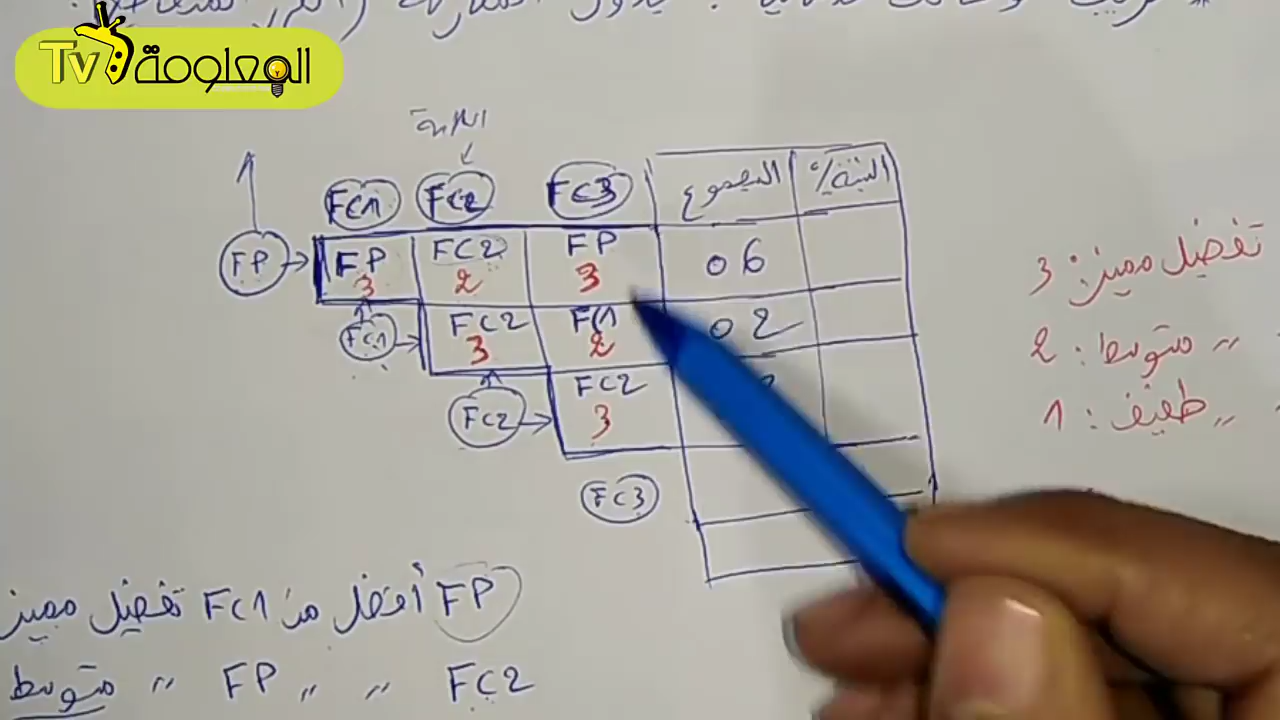 المعلومة Tv
FC1 FC2 FC3 المجموع النسبة%
FP FP 3 FC2 2 FP 3 06
FC1 FC2 3 FC1 2 02
FC2 FC2 3
FC3
تفضيل مميز: 3
〃 متوسط: 2
〃 طفيف: 1
FP أفضل من FC1 تفضيل مميز
FC2 〃 〃 FP 〃 متوسط